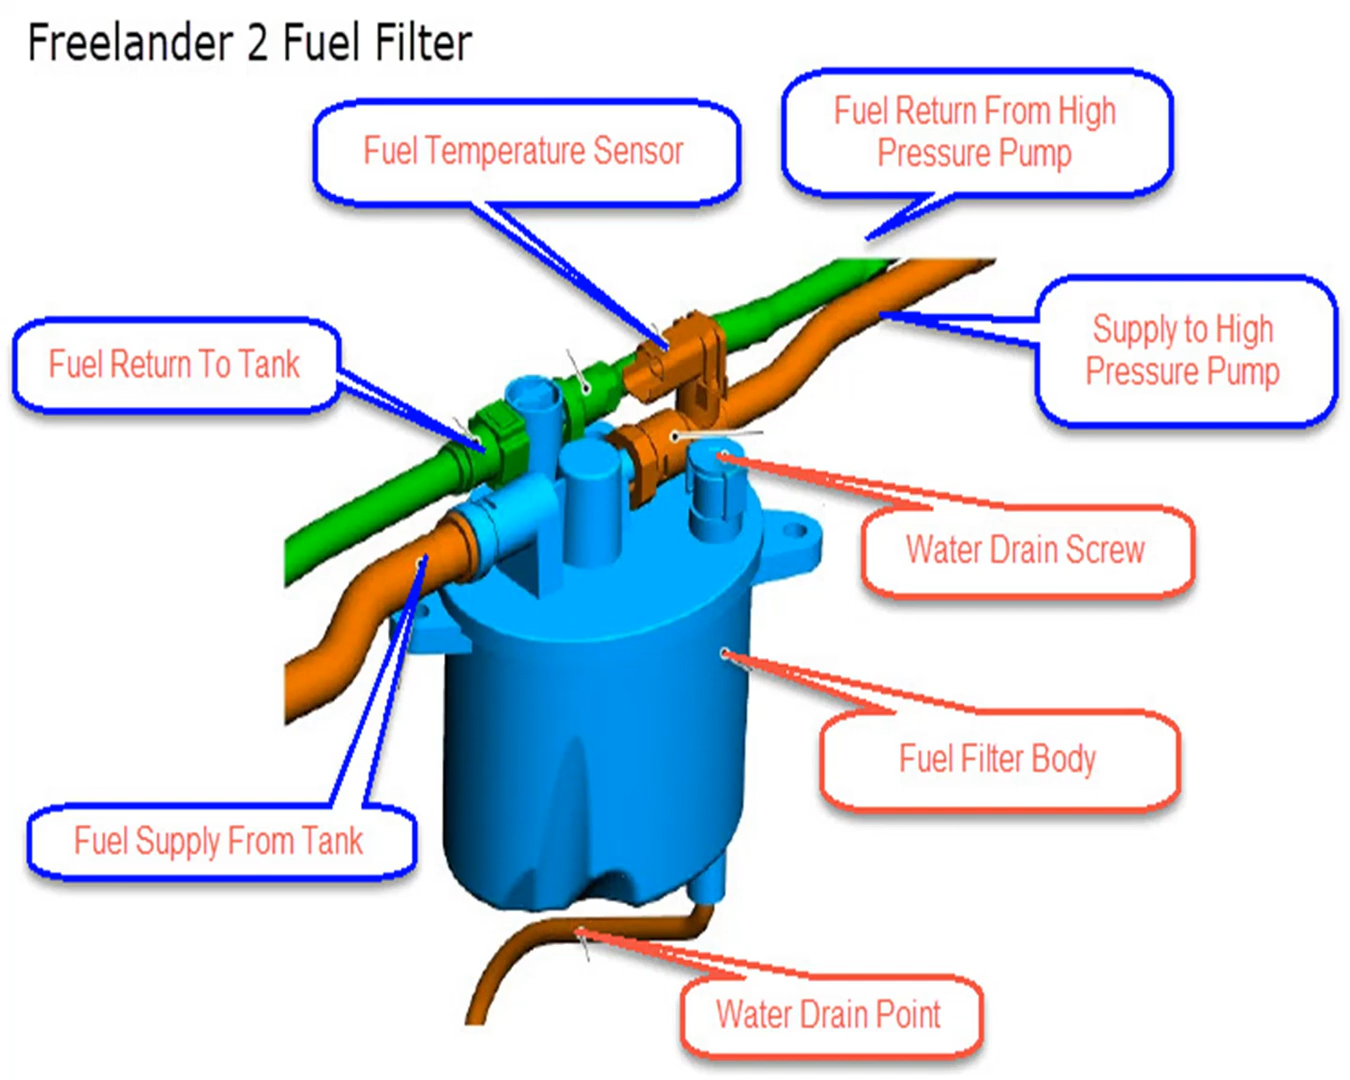 Freelander 2 Fuel Filter
Fuel Temperature Sensor
Fuel Return From High
Pressure Pump
Fuel Return To Tank
Supply to High
Pressure Pump
Water Drain Screw
Fuel Filter Body
Fuel Supply From Tank
Water Drain Point